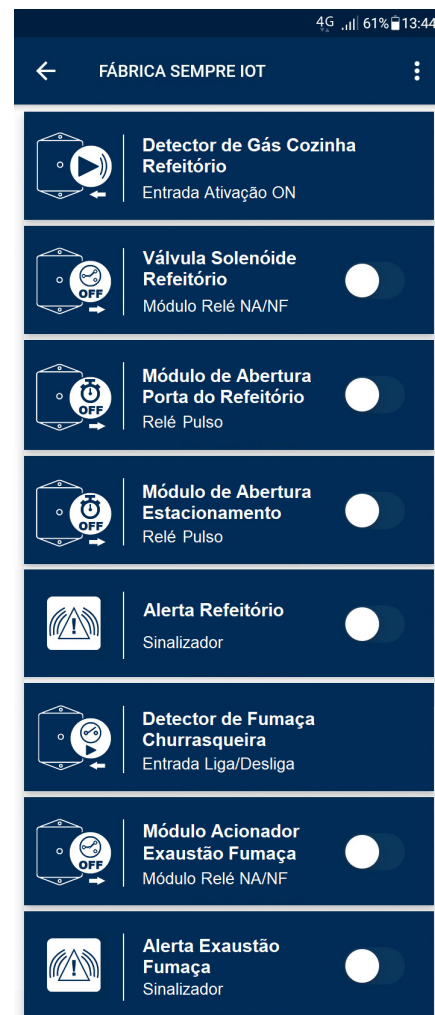 4G 61% 13:44
FÁBRICA SEMPRE IOT
Detector de Gás Cozinha
Refeitório
Entrada Ativação ON
OFF
Válvula Solenóide
Refeitório
Módulo Relé NA/NF
OFF
Módulo de Abertura
Porta do Refeitório
Relé Pulso
OFF
Módulo de Abertura
Estacionamento
Relé Pulso
Alerta Refeitório
Sinalizador
Detector de Fumaça
Churrasqueira
Entrada Liga/Desliga
OFF
Módulo Acionador
Exaustão Fumaça
Módulo Relé NA/NF
Alerta Exaustão
Fumaça
Sinalizador